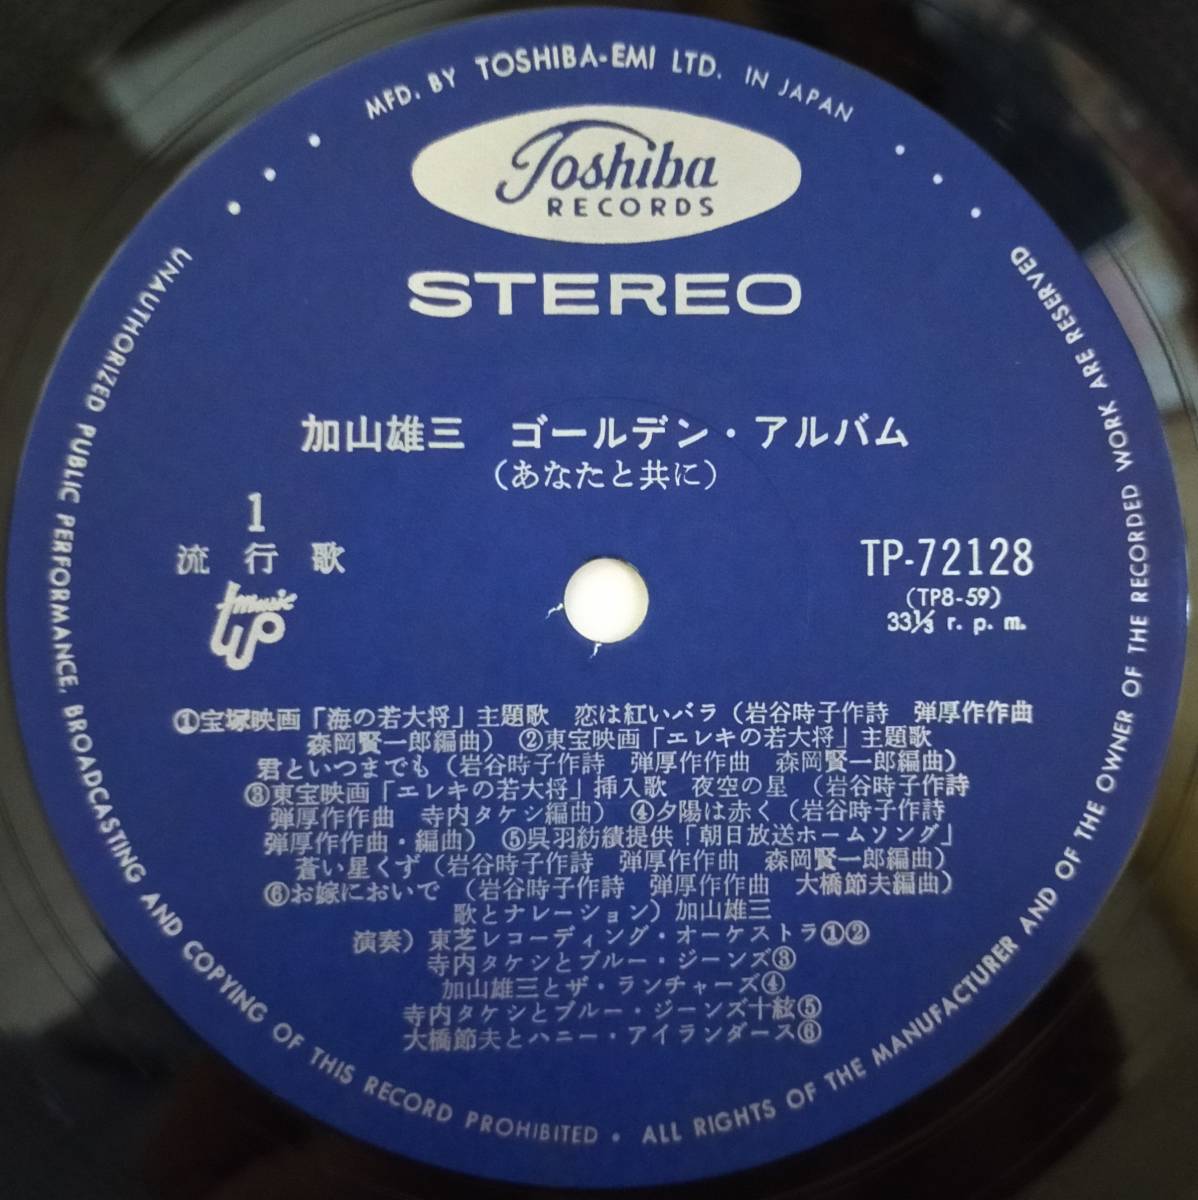 MFD. BY TOSHIBA-EMI LTD. IN JAPAN
Toshiba
RECORDS
STEREO
加山雄三 ゴールデン・アルバム
(あなたと共に)
1
流行歌
music
UP
TP-72128
(TP8-59)
33⅓ r. p. m.
①宝塚映画「海の若大将」主題歌 恋は紅いバラ(岩谷時子作詩 弾厚作作曲
森岡賢一郎編曲) ②東宝映画「エレキの若大将」主題歌
君といつまでも(岩谷時子作詩 弾厚作作曲 森岡賢一郎編曲)
③東宝映画「エレキの若大将」挿入歌 夜空の星 (岩谷時子作詩
弾厚作作曲 寺内タケシ編曲) ④夕陽は赤く(岩谷時子作詩
弾厚作作曲・編曲) ⑤呉羽紡績提供「朝日放送ホームソング」
蒼い星くず(岩谷時子作詩 弾厚作作曲 森岡賢一郎編曲)
⑥お嫁においで (岩谷時子作詩 弾厚作作曲 大橋節夫編曲)
歌とナレーション)加山雄三
演奏)東芝レコーディング・オーケストラ①②
寺内タケシとブルー・ジーンズ③
加山雄三とザ・ランチャーズ④
寺内タケシとブルー・ジーンズ十絃⑤
大橋節夫とハニー・アイランダース⑥
UNAUTHORIZED PUBLIC PERFORMANCE, BROADCASTING AND COPYING OF THIS RECORD PROHIBITED • ALL RIGHTS OF THE MANUFACTURER AND OF THE OWNER OF THE RECORDED WORK ARE RESERVED